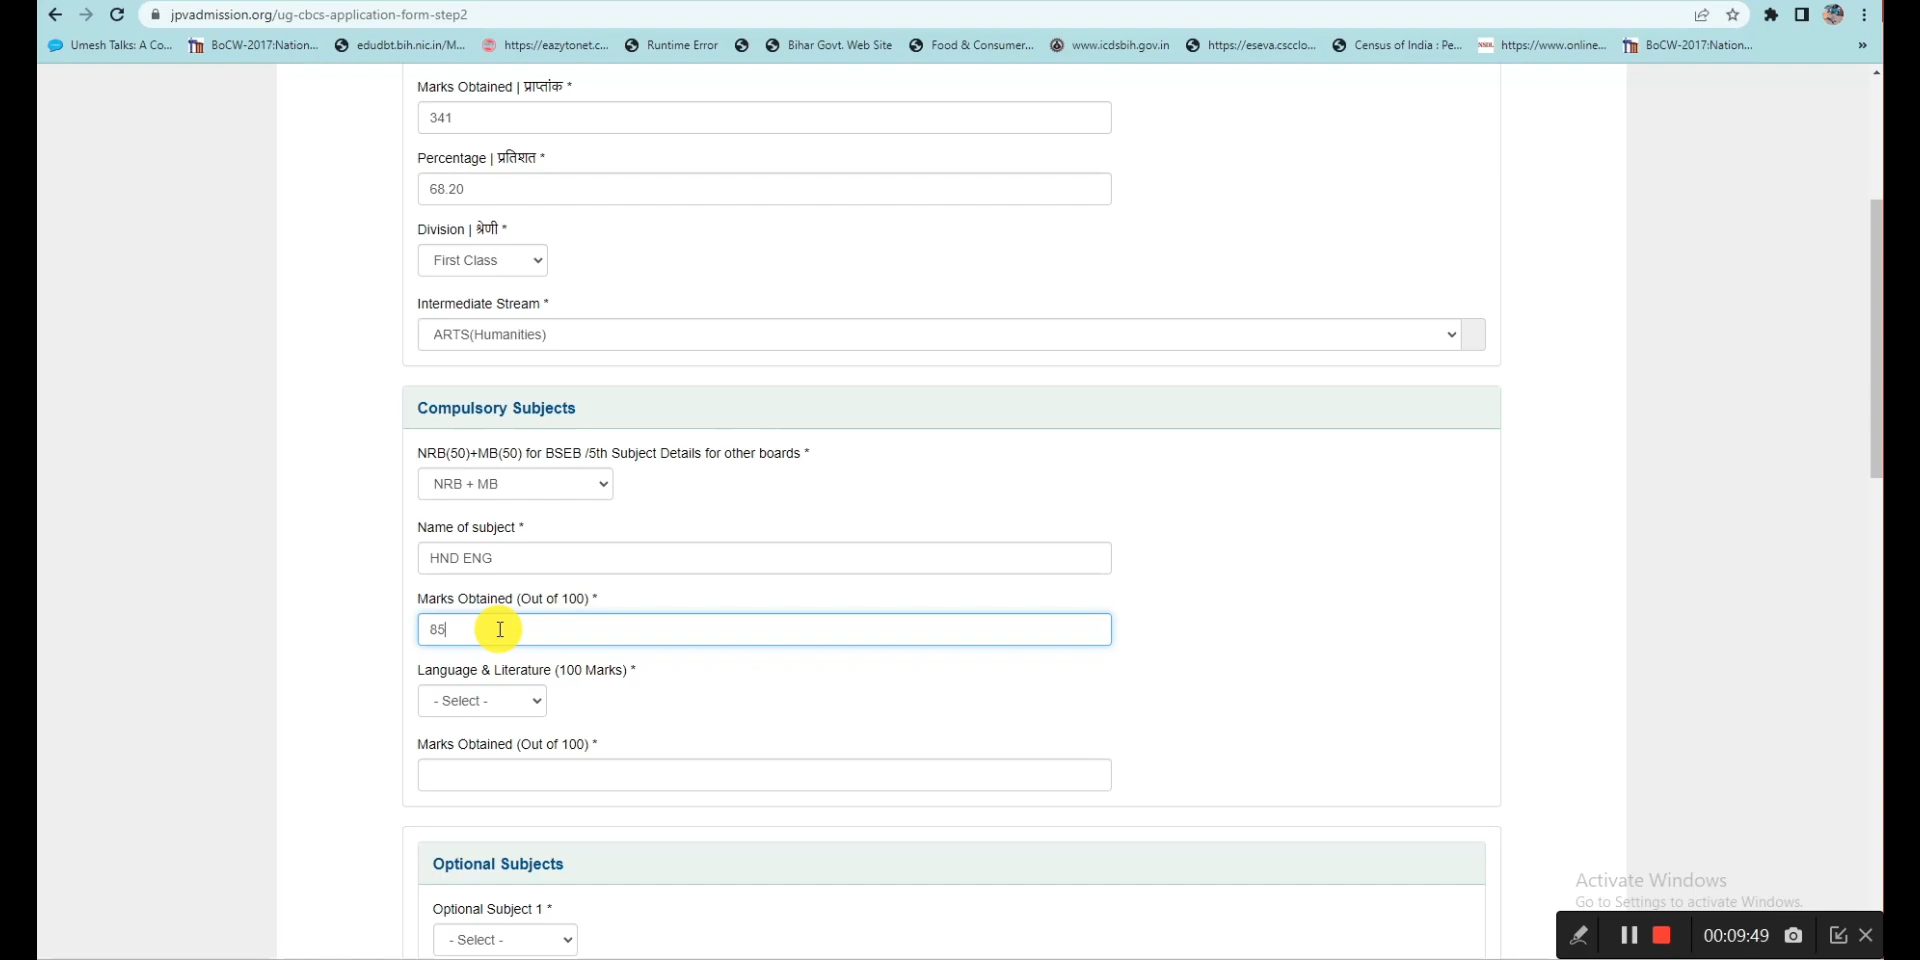 jpvadmission.org/ug-cbcs-application-form-step2
Umesh Talks: A Co... BoCW-2017:Nation... edudbt.bih.nic.in/M... https://eazytonet.c... Runtime Error Bihar Govt. Web Site Food & Consumer... www.icdsbih.gov.in https://eseva.csccloـ... Census of India : Pe... NSDL https://www.online... BoCW-2017:Nation... »
Marks Obtained | प्राप्तांक *
341
Percentage | प्रतिशत *
68.20
Division | श्रेणी *
First Class
Intermediate Stream *
ARTS(Humanities)
Compulsory Subjects
NRB(50)+MB(50) for BSEB /5th Subject Details for other boards *
NRB + MB
Name of subject *
HND ENG
Marks Obtained (Out of 100) *
85
Language & Literature (100 Marks) *
- Select -
Marks Obtained (Out of 100) *
Optional Subjects
Optional Subject 1 *
- Select -
Activate Windows
Go to Settings to activate Windows.
00:09:49